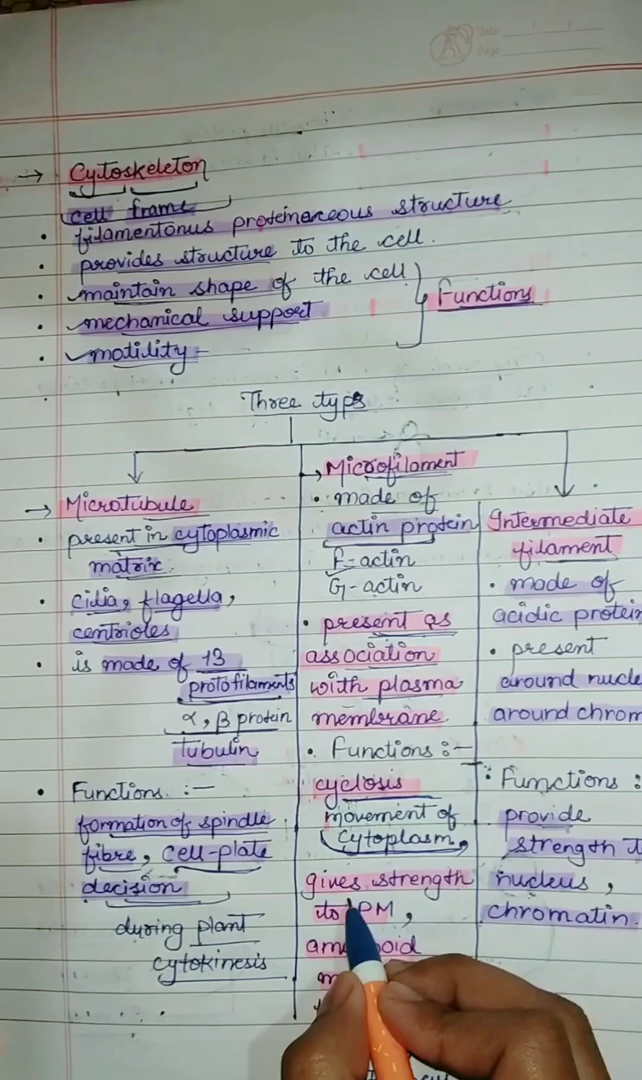 Date
Page
→ Cytoskeleton
cell frame
• filamentonus proteinaceous structure
• provides structure to the cell.
• maintain shape of the cell
• mechanical support
• motility
Functions
Three types
→ Microtubule
• present in cytoplasmic
matrix.
• cilia, flagella,
centrioles
• is made of 13
protofilaments
α, β protein
tubulin
• Functions :-
formation of spindle
fibre, cell-plate
decision
during plant
cytokinesis
→ Microfilament
• made of
actin protein
F-actin
G-actin
• present as
association
with plasma
membrane.
• Functions :-
cyclosis
movement of
cytoplasm,
gives strength
to PM,
Intermediate
filament
• made of
acidic protein
• present
around
around
• Functions :
provide
strength
nucleus,
chromatin.